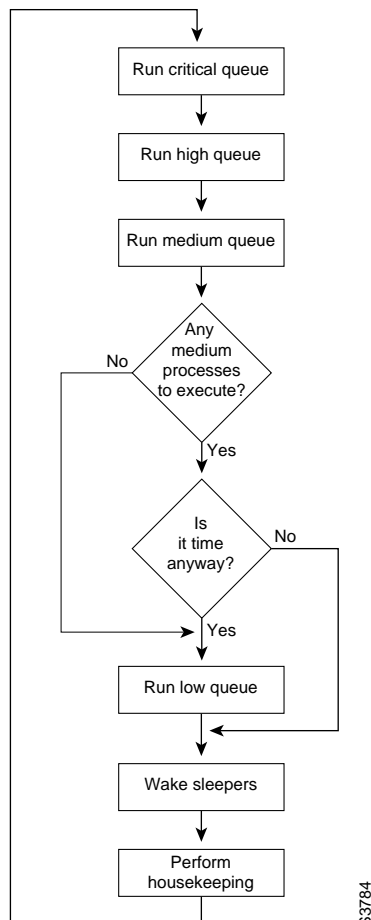 Run critical queue
Run high queue
Run medium queue
Any
medium
processes
to execute?
No
Yes
Is
it time
anyway?
No
Yes
Run low queue
Wake sleepers
Perform
housekeeping